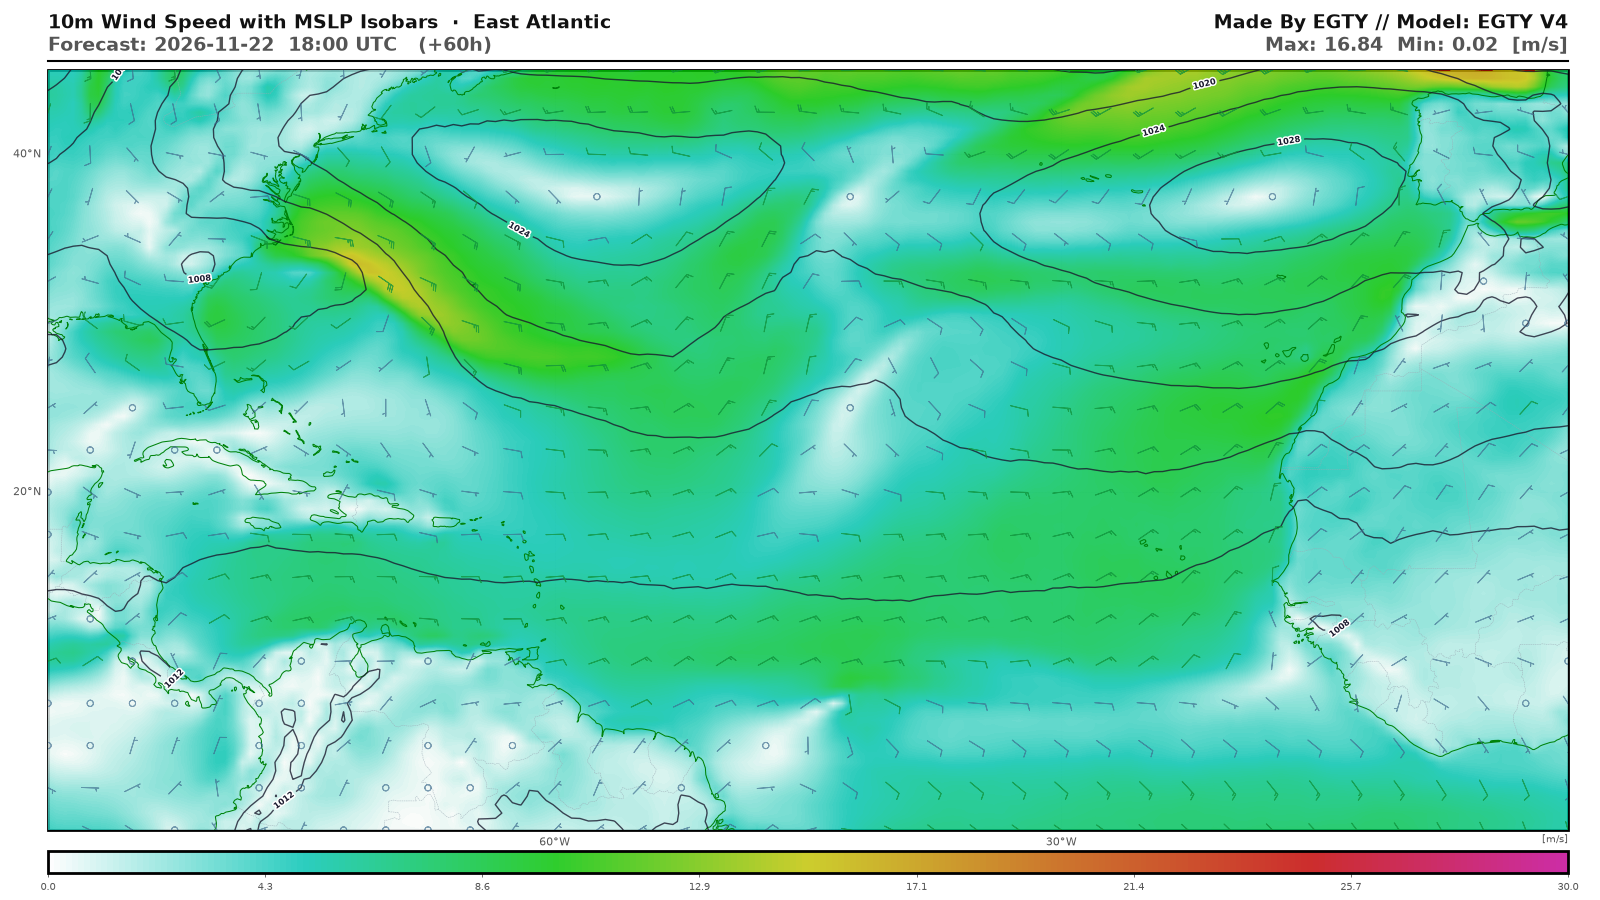 10m Wind Speed with MSLP Isobars · East Atlantic
Made By EGTY // Model: EGTY V4
Forecast: 2026-11-22 18:00 UTC (+60h)
Max: 16.84 Min: 0.02 [m/s]
10
1020
1024
1028
40°N
1024
1008
20°N
1008
1012
1012
60°W
30°W
[m/s]
0.0
4.3
8.6
12.9
17.1
21.4
25.7
30.0